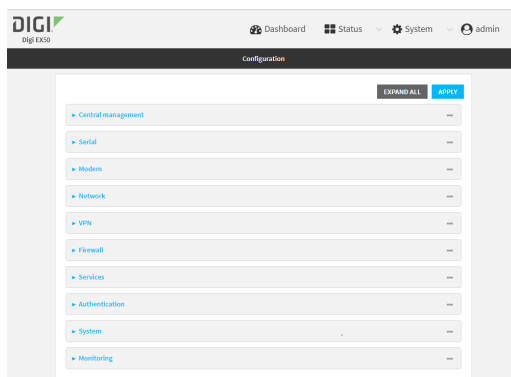 DIGI
Digi EX50
Dashboard Status System admin
Configuration
EXPAND ALL APPLY
Central management
Serial
Modem
Network
VPN
Firewall
Services
Authentication
System
Monitoring